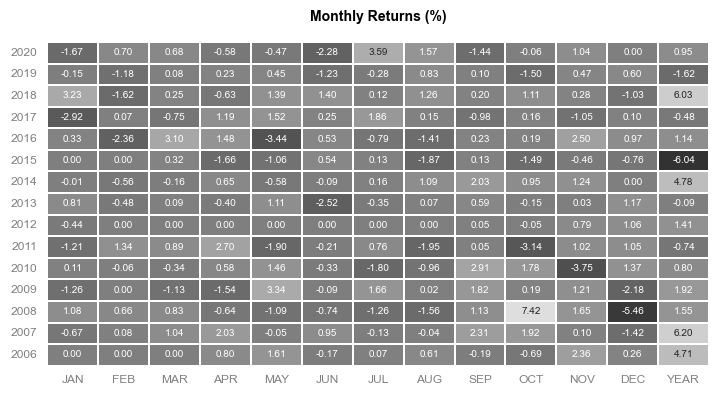 Monthly Returns (%)
2020 -1.67 0.70 0.68 -0.58 -0.47 -2.28 3.59 1.57 -1.44 -0.06 1.04 0.00 0.95
2019 -0.15 -1.18 0.08 0.23 0.45 -1.23 -0.28 0.83 0.10 -1.50 0.47 0.60 -1.62
2018 3.23 -1.62 0.25 -0.63 1.39 1.40 0.12 1.26 0.20 1.11 0.28 -1.03 6.03
2017 -2.92 0.07 -0.75 1.19 1.52 0.25 1.86 0.15 -0.98 0.16 -1.05 0.10 -0.48
2016 0.33 -2.36 3.10 1.48 -3.44 0.53 -0.79 -1.41 0.23 0.19 2.50 0.97 1.14
2015 0.00 0.00 0.32 -1.66 -1.06 0.54 0.13 -1.87 0.13 -1.49 -0.46 -0.76 -6.04
2014 -0.01 -0.56 -0.16 0.65 -0.58 -0.09 0.16 1.09 2.03 0.95 1.24 0.00 4.78
2013 0.81 -0.48 0.09 -0.40 1.11 -2.52 -0.35 0.07 0.59 -0.15 0.03 1.17 -0.09
2012 -0.44 0.00 0.00 0.00 0.00 0.00 0.00 0.00 0.05 -0.05 0.79 1.06 1.41
2011 -1.21 1.34 0.89 2.70 -1.90 -0.21 0.76 -1.95 0.05 -3.14 1.02 1.05 -0.74
2010 0.11 -0.06 -0.34 0.58 1.46 -0.33 -1.80 -0.96 2.91 1.78 -3.75 1.37 0.80
2009 -1.26 0.00 -1.13 -1.54 3.34 -0.09 1.66 0.02 1.82 0.19 1.21 -2.18 1.92
2008 1.08 0.66 0.83 -0.64 -1.09 -0.74 -1.26 -1.56 1.13 7.42 1.65 -5.46 1.55
2007 -0.67 0.08 1.04 2.03 -0.05 0.95 -0.13 -0.04 2.31 1.92 0.10 -1.42 6.20
2006 0.00 0.00 0.00 0.80 1.61 -0.17 0.07 0.61 -0.19 -0.69 2.36 0.26 4.71
JAN FEB MAR APR MAY JUN JUL AUG SEP OCT NOV DEC YEAR